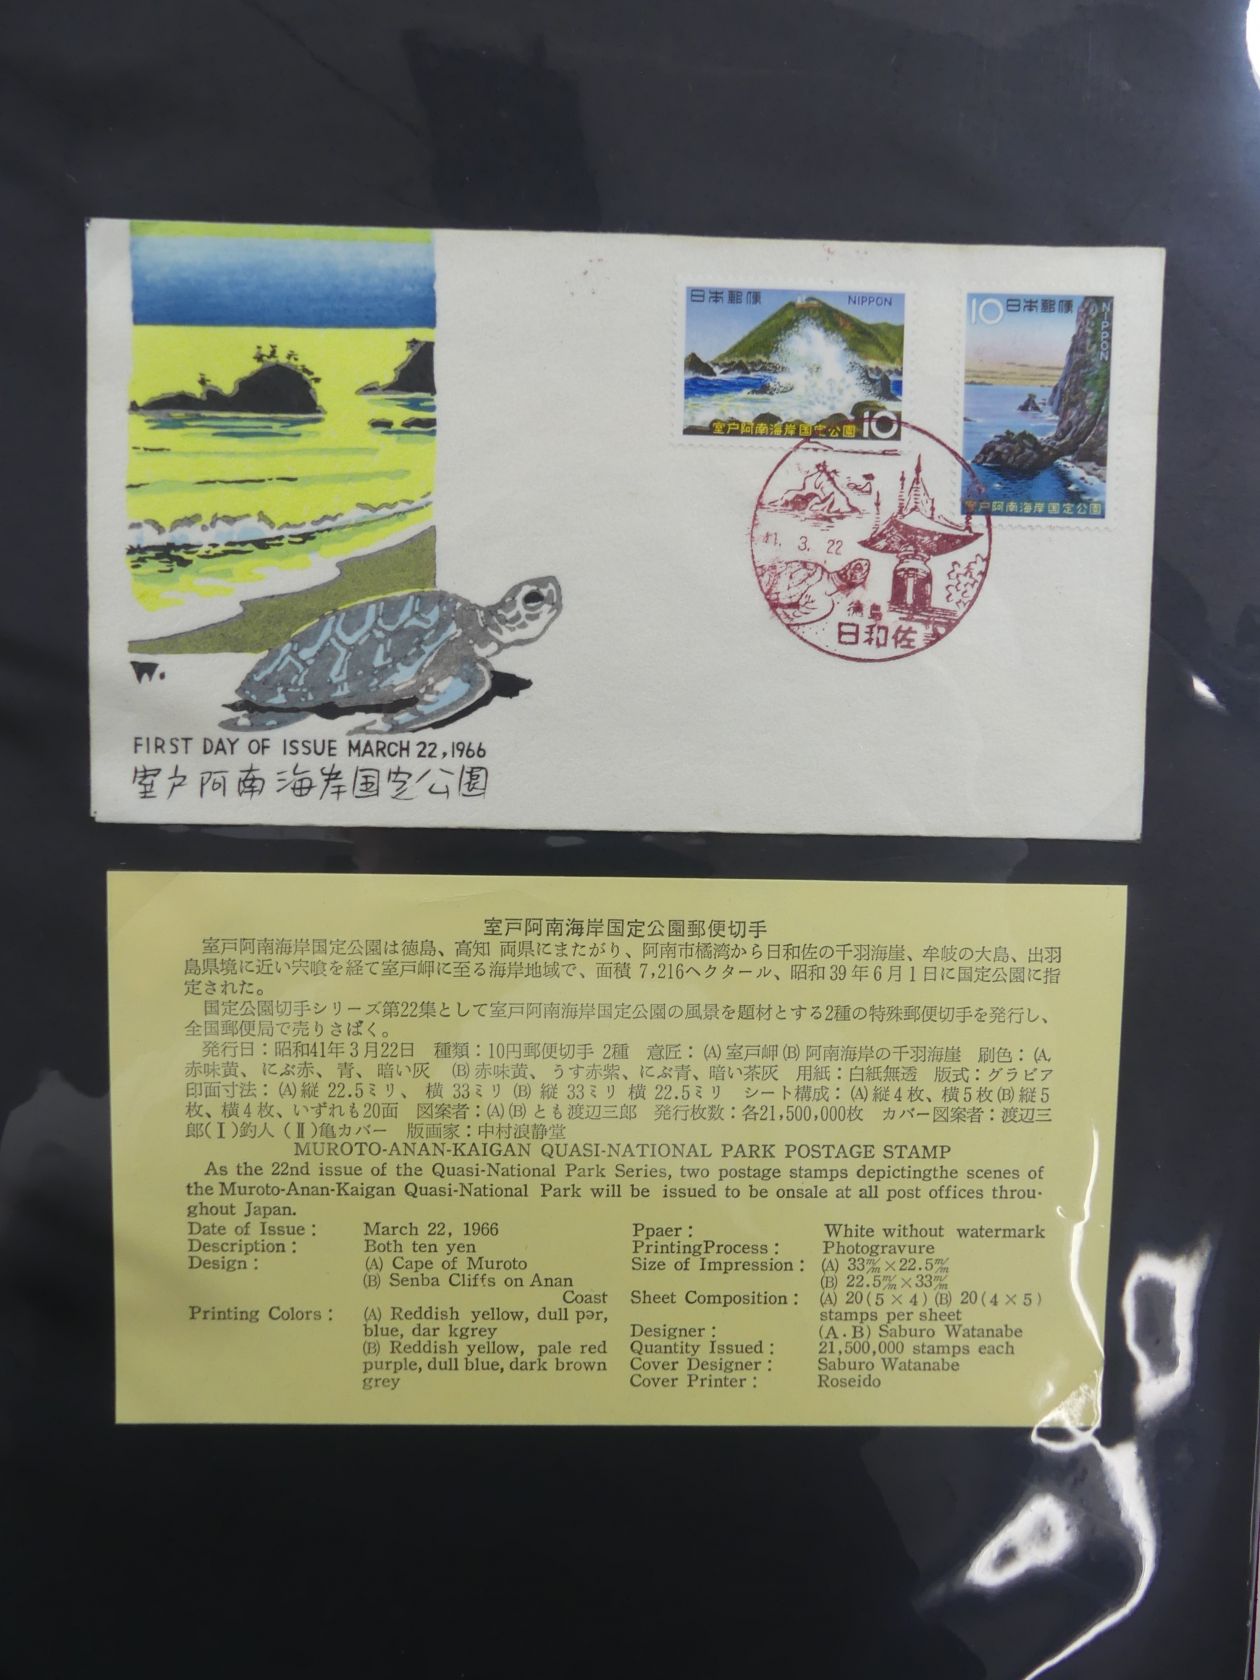 日本郵便 NIPPON
室戸阿南海岸国定公園 10
10 日本郵便
NIPPON
室戸阿南海岸国定公園
41. 3. 22
徳島
日和佐
W.
FIRST DAY OF ISSUE MARCH 22, 1966
室戸阿南海岸国定公園
室戸阿南海岸国定公園郵便切手
室戸阿南海岸国定公園は徳島、高知 両県にまたがり、阿南市橘湾から日和佐の千羽海崖、牟岐の大島、出羽
島県境に近い宍喰を経て室戸岬に至る海岸地域で、面積 7,216ヘクタール、昭和39年6月1日に国定公園に指
定された。
国定公園切手シリーズ第22集として室戸阿南海岸国定公園の風景を題材とする2種の特殊郵便切手を発行し、
全国郵便局で売りさばく。
発行日：昭和41年3月22日 種類：10円郵便切手 2種 意匠：(A)室戸岬(B)阿南海岸の千羽海崖 刷色：(A)
赤味黄、にぶ赤、青、暗い灰 (B)赤味黄、うす赤紫、にぶ青、暗い茶灰 用紙：白紙無透 版式：グラビア
印面寸法：(A)縦 22.5ミリ、横 33ミリ (B) 縦 33ミリ 横 22.5ミリ シート構成：(A)縦4枚、横5枚(B)縦5
枚、横4枚、いずれも20面 図案者：(A)(B)とも渡辺三郎 発行枚数：各21,500,000枚 カバー図案者：渡辺三
郎(Ⅰ)釣人 (Ⅱ)亀カバー 版画家：中村浪静堂
MUROTO-ANAN-KAIGAN QUASI-NATIONAL PARK POSTAGE STAMP
As the 22nd issue of the Quasi-National Park Series, two postage stamps depictingthe scenes of
the Muroto-Anan-Kaigan Quasi-National Park will be issued to be onsale at all post offices throu-
ghout Japan.
Date of Issue: March 22, 1966
Description: Both ten yen
Design: (A) Cape of Muroto
(B) Senba Cliffs on Anan
Coast
Printing Colors: (A) Reddish yellow, dull pər,
blue, dar kgrey
(B) Reddish yellow, pale red
purple, dull blue, dark brown
grey
Ppaer: White without watermark
PrintingProcess: Photogravure
Size of Impression: (A) 33m/m×22.5m/m
(B) 22.5m/m×33m/m
Sheet Composition: (A) 20(5×4) (B) 20(4×5)
stamps per sheet
Designer: (A.B) Saburo Watanabe
Quantity Issued: 21,500,000 stamps each
Cover Designer: Saburo Watanabe
Cover Printer: Roseido